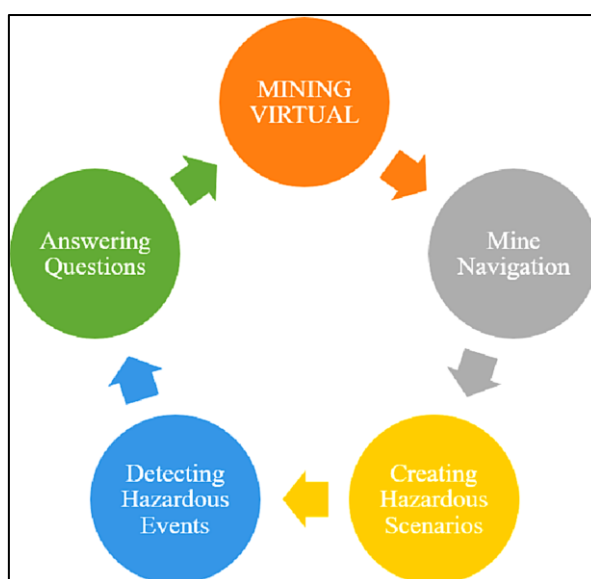 MINING
VIRTUAL
Mine
Navigation
Creating
Hazardous
Scenarios
Detecting
Hazardous
Events
Answering
Questions